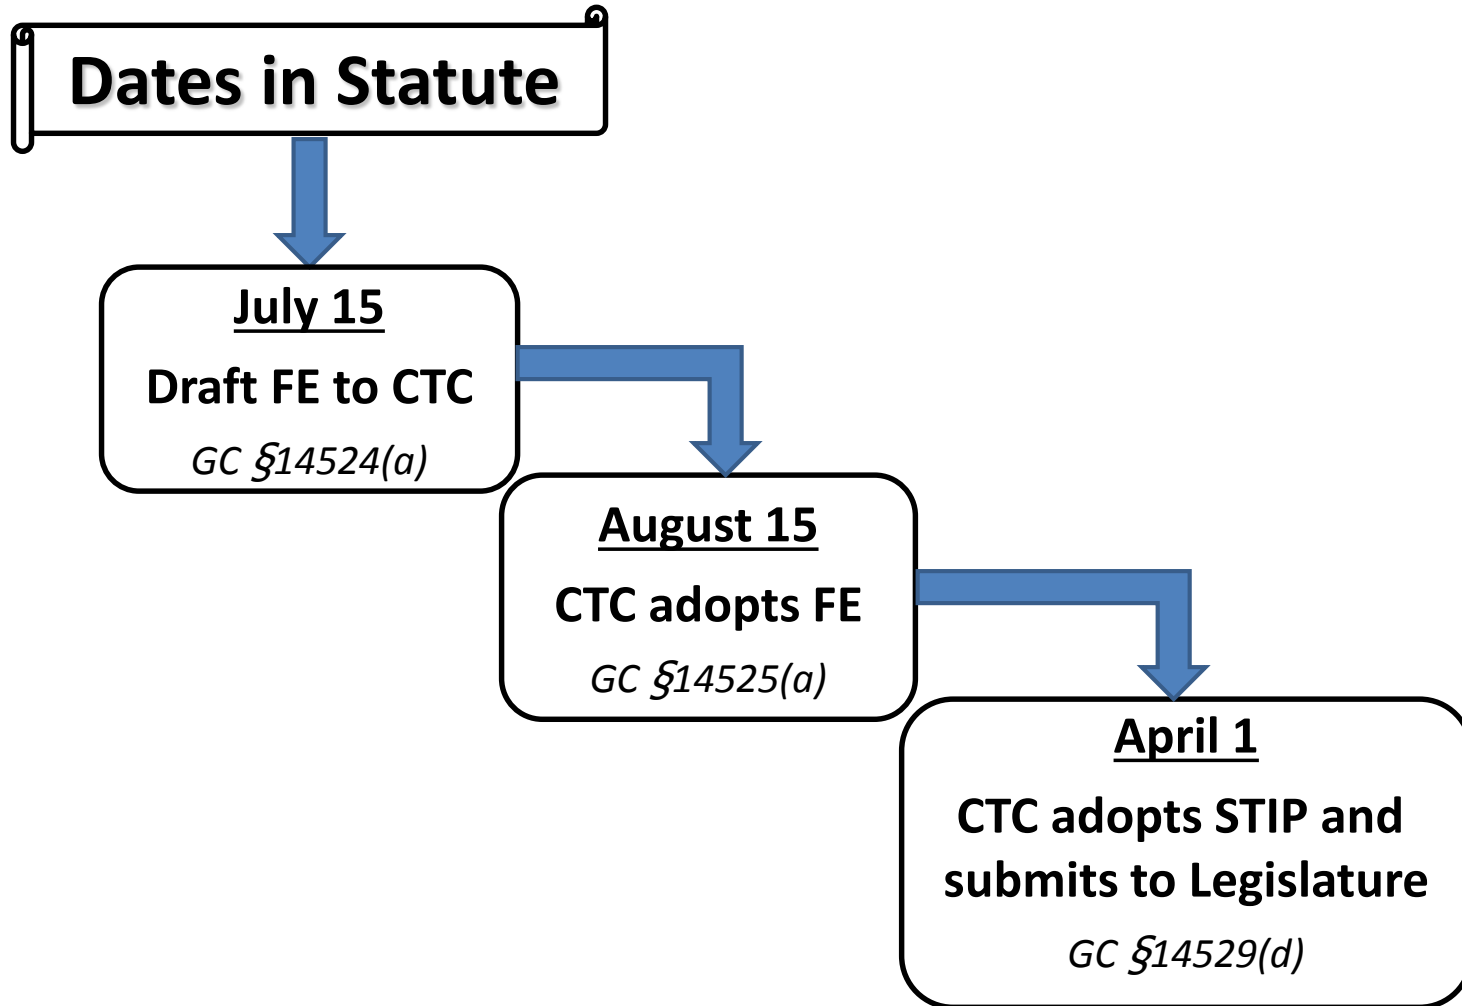 Dates in Statute
July 15
Draft FE to CTC
GC §14524(a)
August 15
CTC adopts FE
GC §14525(a)
April 1
CTC adopts STIP and
submits to Legislature
GC §14529(d)